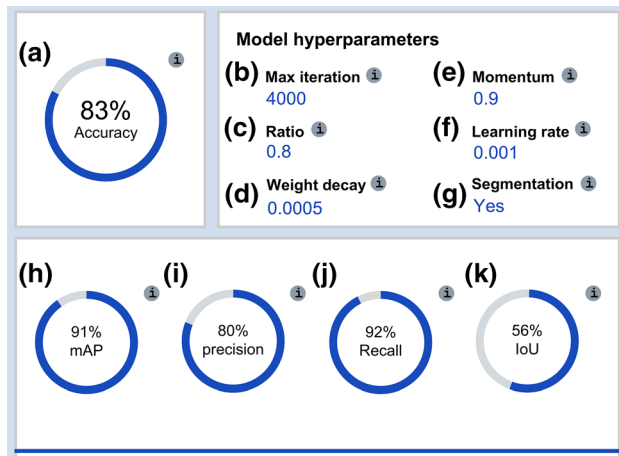 (a)
i
83%
Accuracy
Model hyperparameters
(b) Max iteration i
4000
(c) Ratio i
0.8
(d) Weight decay i
0.0005
(e) Momentum i
0.9
(f) Learning rate i
0.001
(g) Segmentation i
Yes
(h)
i
91%
mAP
(i)
i
80%
precision
(j)
i
92%
Recall
(k)
i
56%
IoU